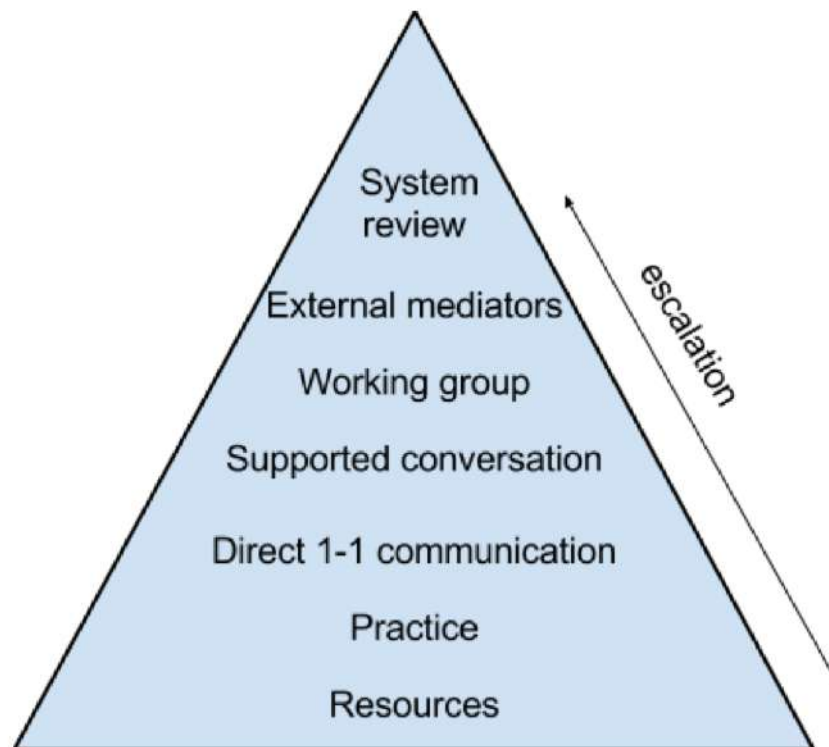 System
review
External mediators
escalation
Working group
Supported conversation
Direct 1-1 communication
Practice
Resources